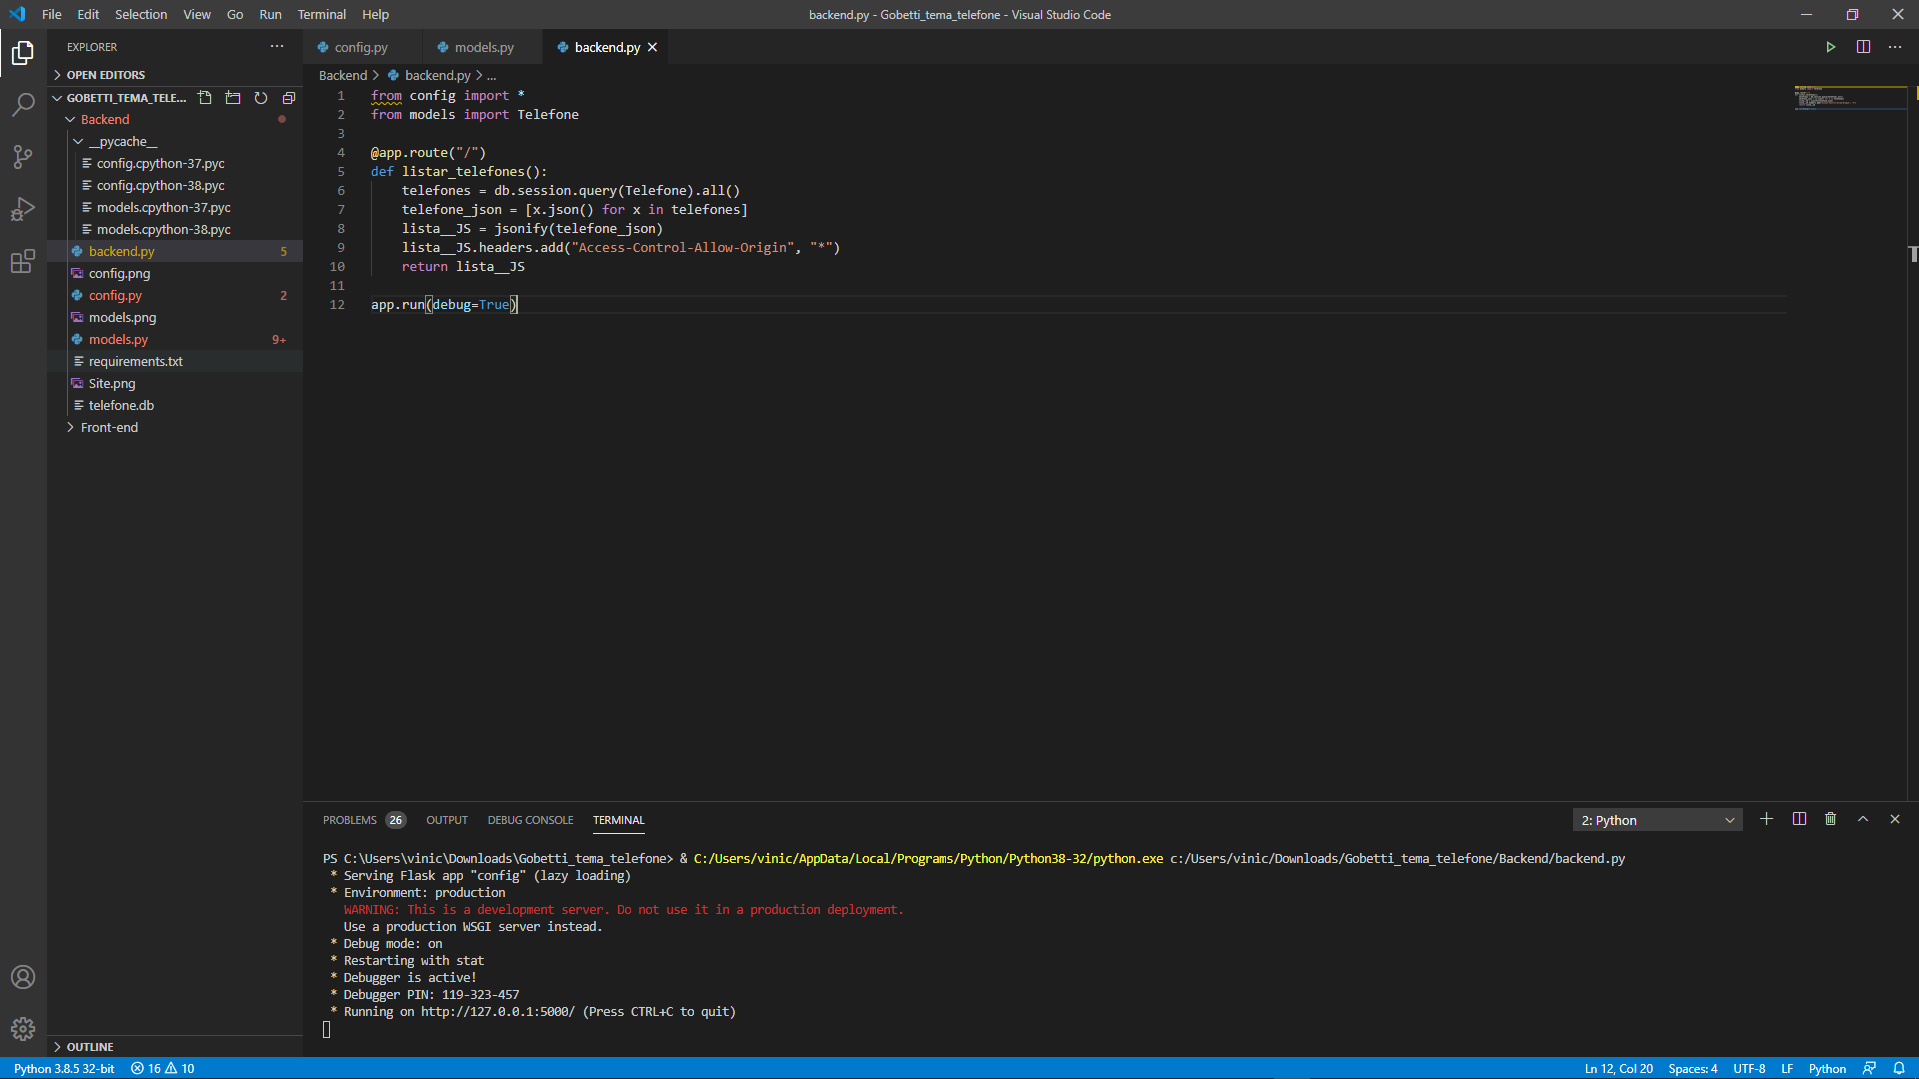 File Edit Selection View Go Run Terminal Help
backend.py - Gobetti_tema_telefone - Visual Studio Code
EXPLORER
OPEN EDITORS
GOBETTI_TEMA_TELE...
Backend
__pycache__
config.cpython-37.pyc
config.cpython-38.pyc
models.cpython-37.pyc
models.cpython-38.pyc
backend.py 5
config.png
config.py 2
models.png
models.py 9+
requirements.txt
Site.png
telefone.db
Front-end
OUTLINE
config.py models.py backend.py
Backend > backend.py > ...
1 from config import *
2 from models import Telefone
3
4 @app.route("/")
5 def listar_telefones():
6 telefones = db.session.query(Telefone).all()
7 telefone_json = [x.json() for x in telefones]
8 lista__JS = jsonify(telefone_json)
9 lista__JS.headers.add("Access-Control-Allow-Origin", "*")
10 return lista__JS
11
12 app.run(debug=True)
PROBLEMS 26 OUTPUT DEBUG CONSOLE TERMINAL
2: Python
PS C:\Users\vinic\Downloads\Gobetti_tema_telefone> & C:/Users/vinic/AppData/Local/Programs/Python/Python38-32/python.exe c:/Users/vinic/Downloads/Gobetti_tema_telefone/Backend/backend.py
* Serving Flask app "config" (lazy loading)
* Environment: production
WARNING: This is a development server. Do not use it in a production deployment.
Use a production WSGI server instead.
* Debug mode: on
* Restarting with stat
* Debugger is active!
* Debugger PIN: 119-323-457
* Running on http://127.0.0.1:5000/ (Press CTRL+C to quit)
Python 3.8.5 32-bit 16 10
Ln 12, Col 20 Spaces: 4 UTF-8 LF Python